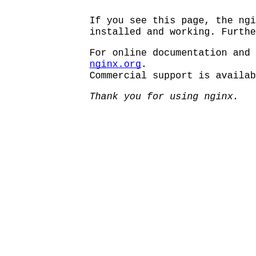 If you see this page, the ngi
installed and working. Furthe
For online documentation and
nginx.org.
Commercial support is availab
Thank you for using nginx.